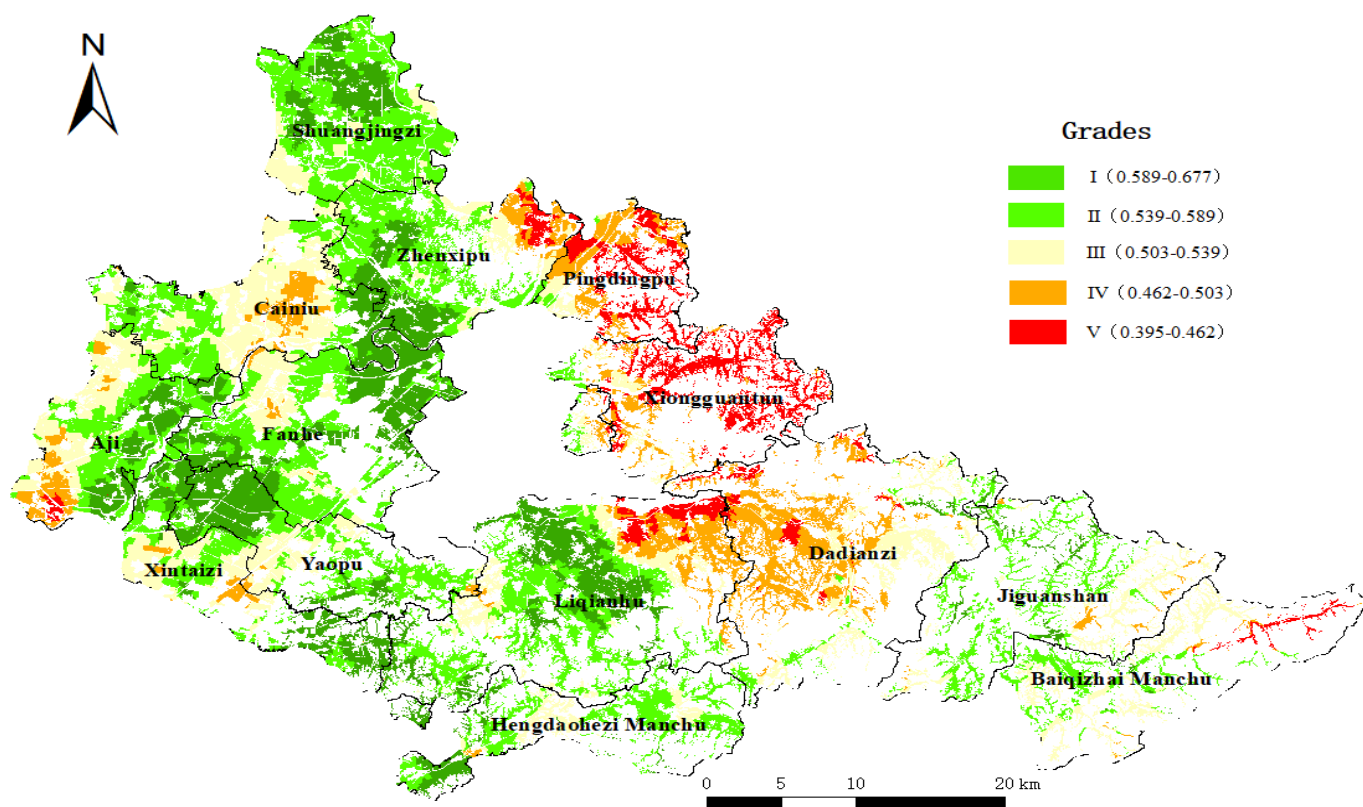 N
Shuangjingzi
Grades
I（0.589-0.677）
II（0.539-0.589）
III（0.503-0.539）
IV（0.462-0.503）
V（0.395-0.462）
Zhenxipu
Pingdingpu
Cainiu
Xiongguantun
Aji
Fanhe
Xintaizi
Yaopu
Liqianhu
Dadianzi
Jiguanshan
Baiqizhai Manchu
Hengdaohezi Manchu
0 5 10 20 km